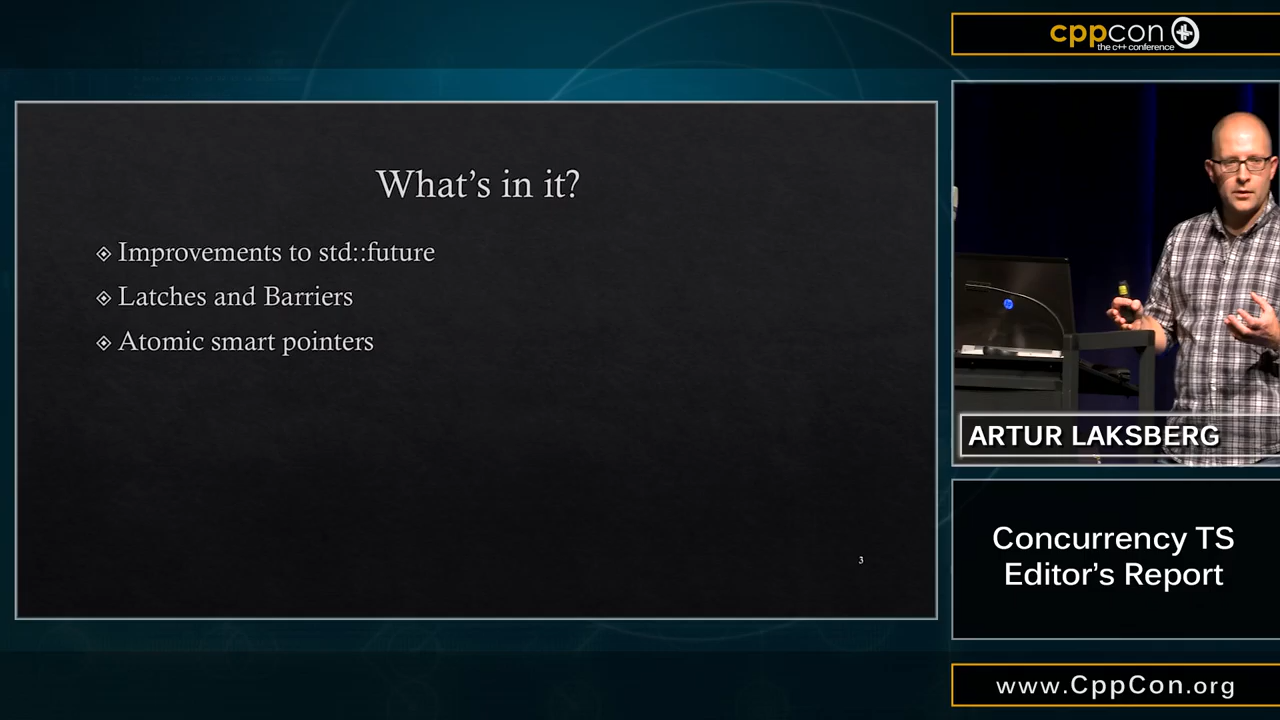 cppcon
the c++ conference
What's in it?
Improvements to std::future
Latches and Barriers
Atomic smart pointers
3
ARTUR LAKSBERG
Concurrency TS
Editor's Report
www.CppCon.org